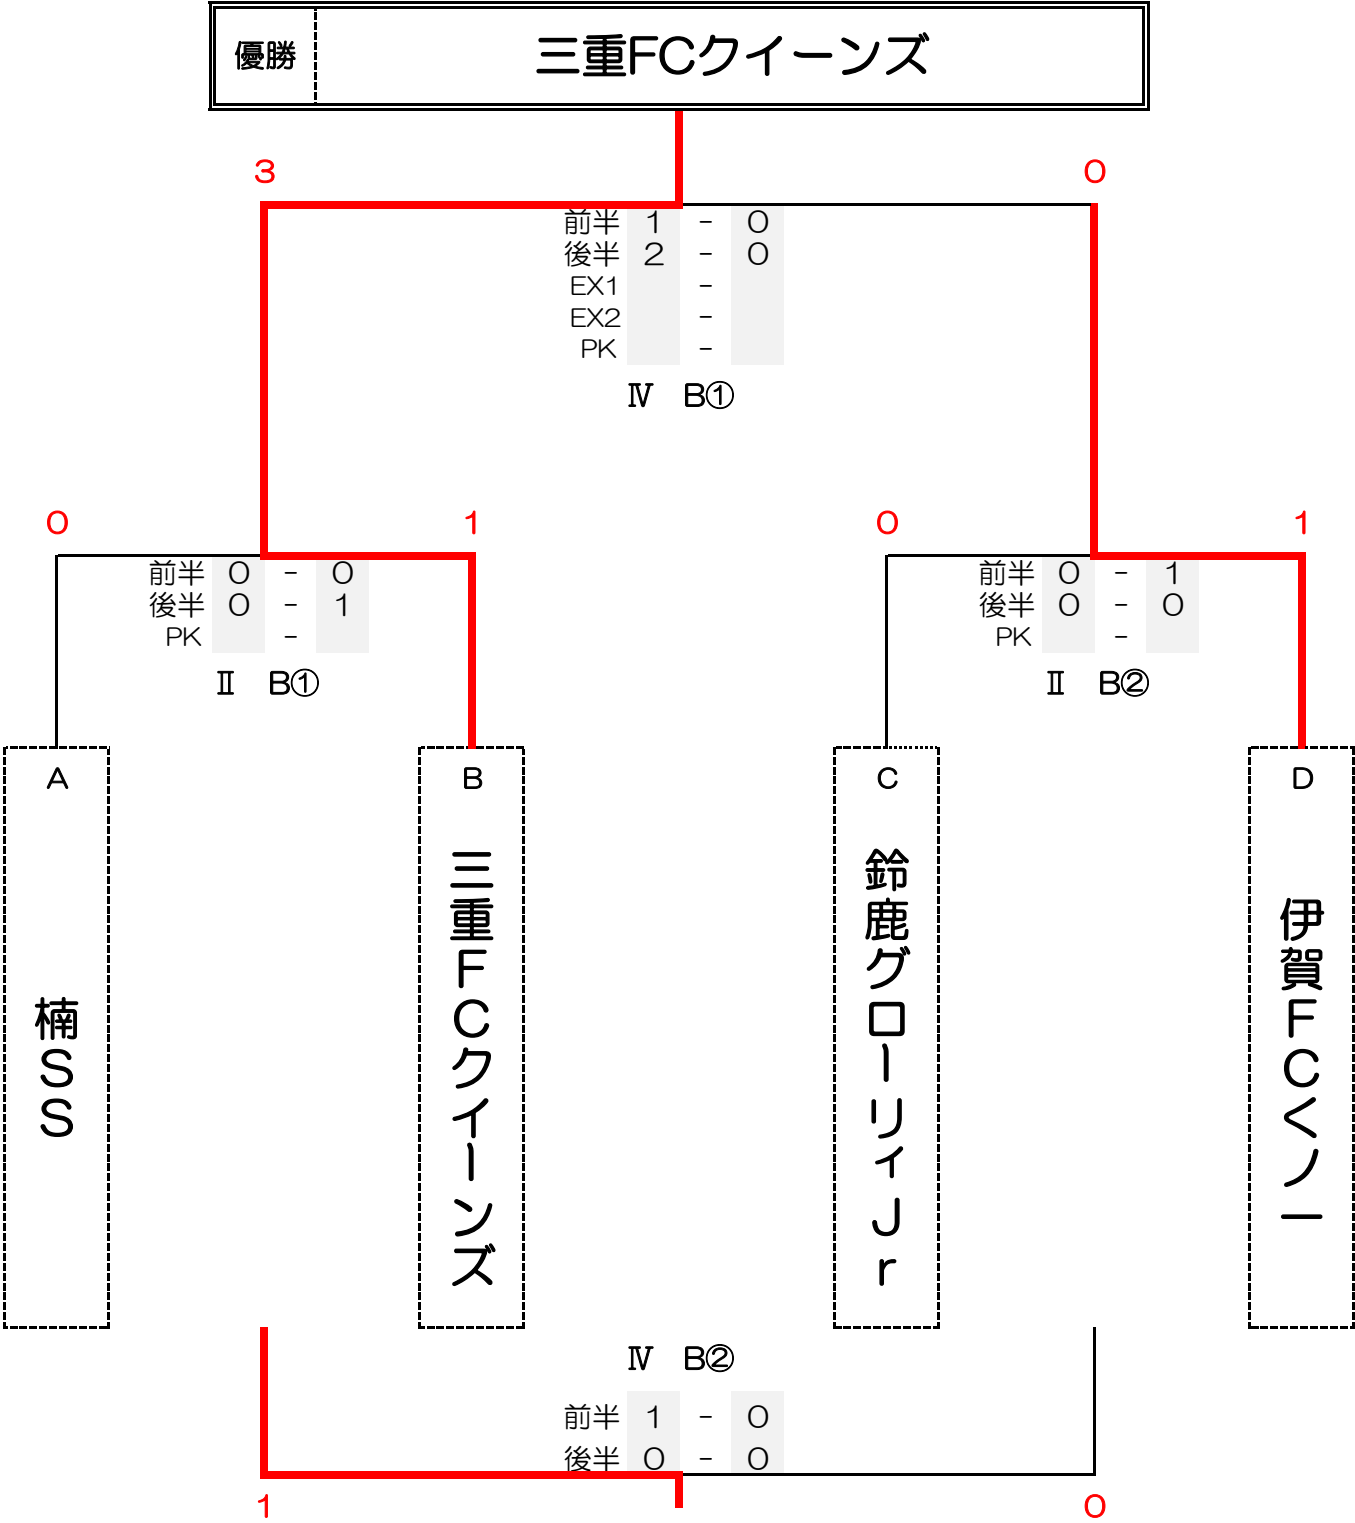 優勝 三重FCクイーンズ
3 0
前半 1 - 0
後半 2 - 0
EX1 -
EX2 -
PK -
Ⅳ B①
0 1 0 1
前半 0 - 0 前半 0 - 1
後半 0 - 1 後半 0 - 0
PK - PK -
Ⅱ B① Ⅱ B②
A B C D
楠SS
三重FCクイーンズ
鈴鹿グローリィJr
伊賀FCくノ一
Ⅳ B②
前半 1 - 0
後半 0 - 0
1 0